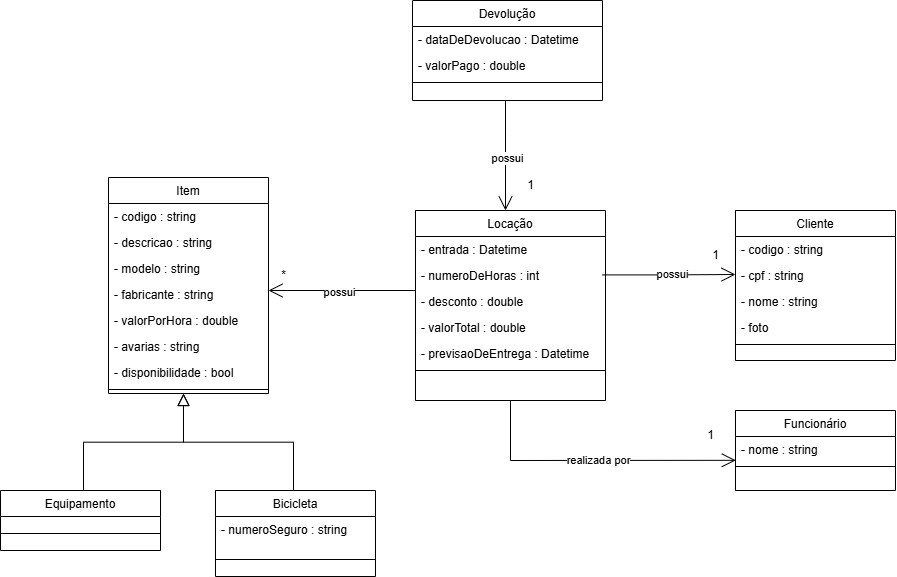 Devolução
- dataDeDevolucao : Datetime
- valorPago : double
possui
1
Item
- codigo : string
- descricao : string
- modelo : string
- fabricante : string
- valorPorHora : double
- avarias : string
- disponibilidade : bool
*
possui
Locação
- entrada : Datetime
- numeroDeHoras : int
- desconto : double
- valorTotal : double
- previsaoDeEntrega : Datetime
1
possui
Cliente
- codigo : string
- cpf : string
- nome : string
- foto
1
realizada por
Funcionário
- nome : string
Equipamento
Bicicleta
- numeroSeguro : string